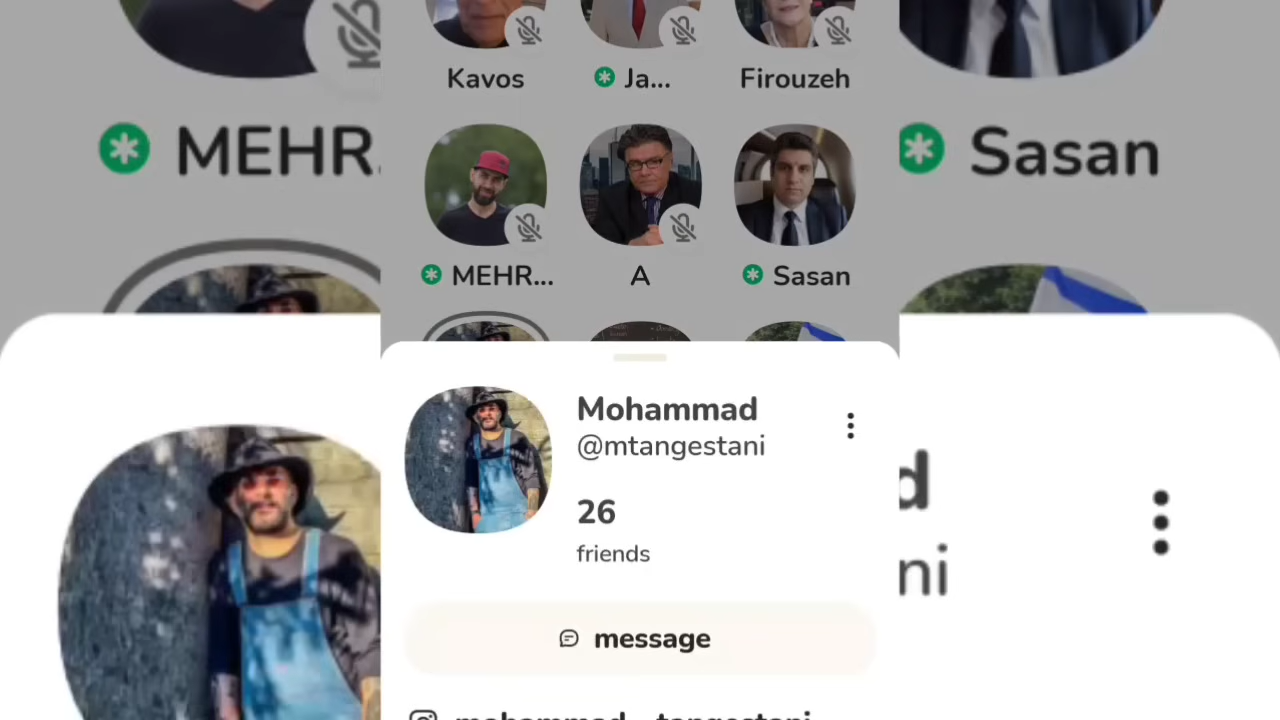 Kavos
Ja...
Firouzeh
MEHR.
Sasan
MEHR...
A
Sasan
Mohammad
@mtangestani
26
friends
message
d
ni